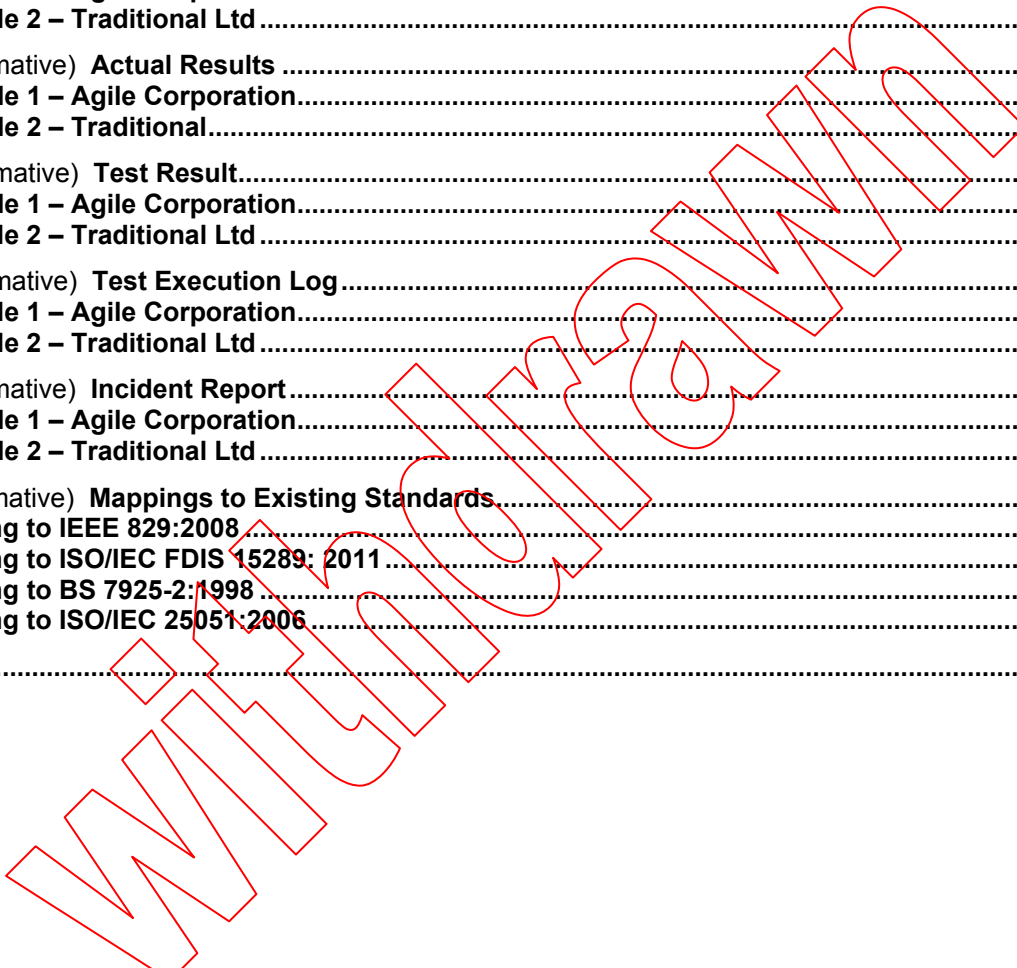 le 2 – Traditional Ltd
mative) Actual Results
le 1 – Agile Corporation
le 2 – Traditional
mative) Test Result
le 1 – Agile Corporation
le 2 – Traditional Ltd
mative) Test Execution Log
le 1 – Agile Corporation
le 2 – Traditional Ltd
mative) Incident Report
le 1 – Agile Corporation
le 2 – Traditional Ltd
mative) Mappings to Existing Standards
ng to IEEE 829:2008
ng to ISO/IEC FDIS 15289: 2011
ng to BS 7925-2:1998
ng to ISO/IEC 25051:2006
withdrawn